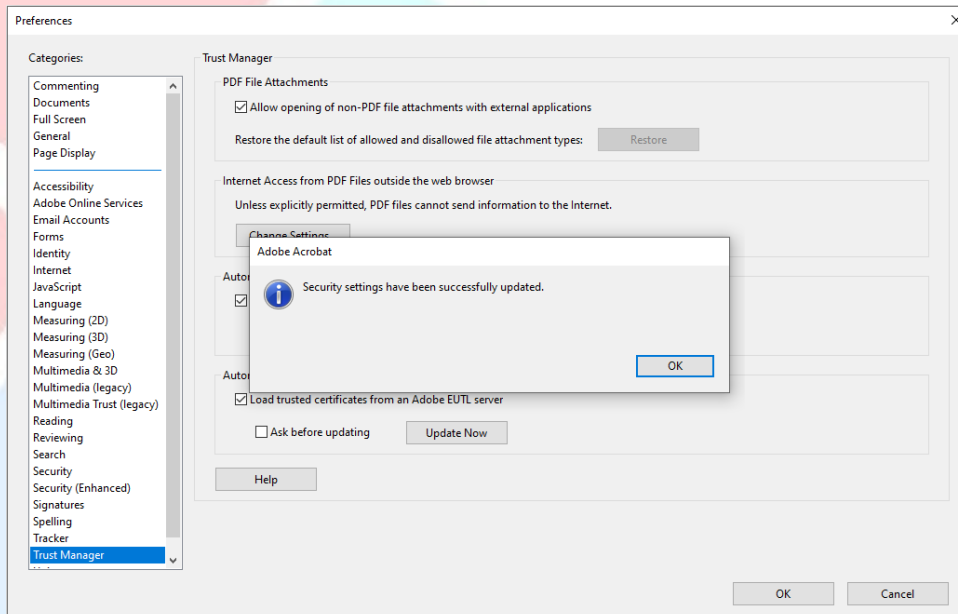 Preferences
Categories:
Commenting
Documents
Full Screen
General
Page Display
Accessibility
Adobe Online Services
Email Accounts
Forms
Identity
Internet
JavaScript
Language
Measuring (2D)
Measuring (3D)
Measuring (Geo)
Multimedia & 3D
Multimedia (legacy)
Multimedia Trust (legacy)
Reading
Reviewing
Search
Security
Security (Enhanced)
Signatures
Spelling
Tracker
Trust Manager
Trust Manager
PDF File Attachments
Allow opening of non-PDF file attachments with external applications
Restore the default list of allowed and disallowed file attachment types: Restore
Internet Access from PDF Files outside the web browser
Unless explicitly permitted, PDF files cannot send information to the Internet.
Change Settings
Adobe Acrobat
Security settings have been successfully updated.
OK
Load trusted certificates from an Adobe EUTL server
Ask before updating Update Now
Help
OK Cancel